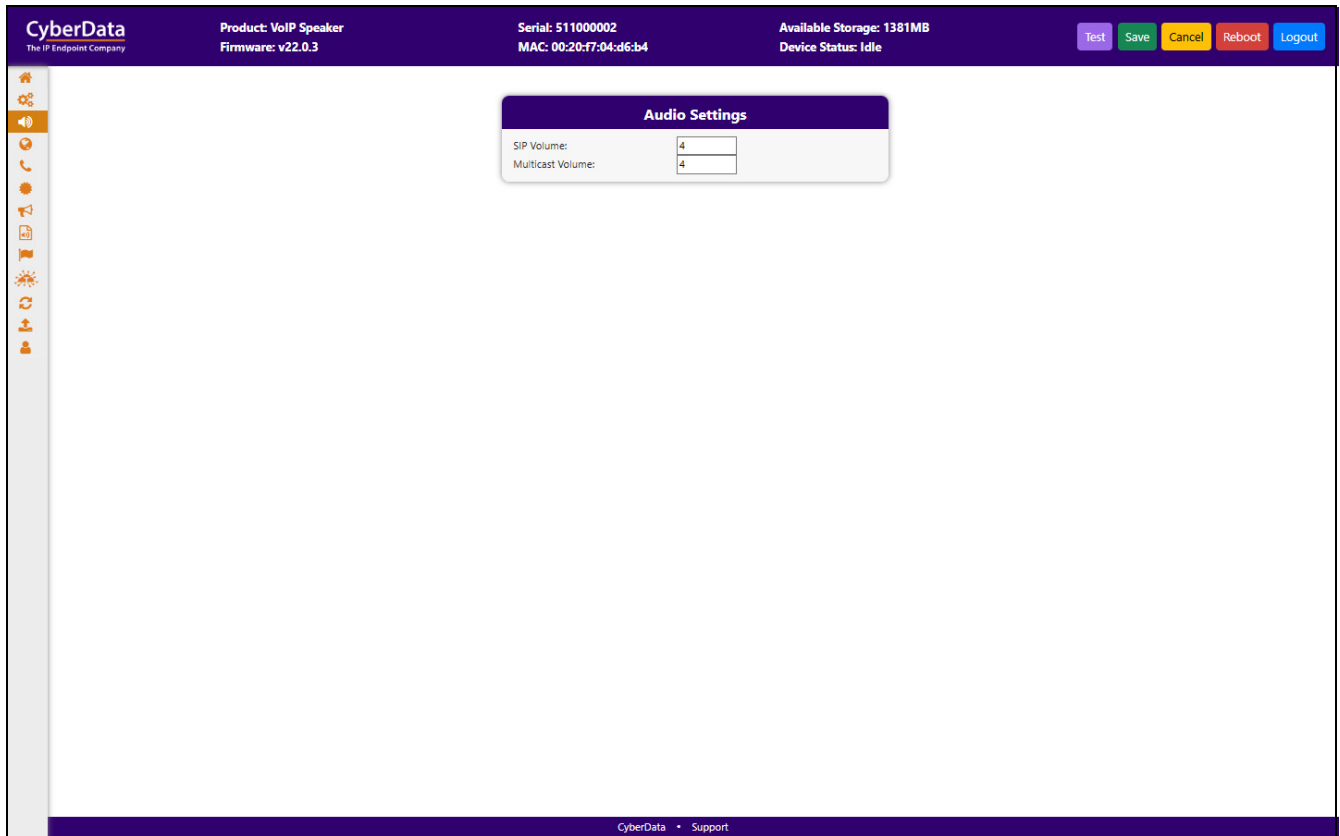 CyberData
The IP Endpoint Company
Product: VoIP Speaker
Firmware: v22.0.3
Serial: 511000002
MAC: 00:20:f7:04:d6:b4
Available Storage: 1381MB
Device Status: Idle
Test Save Cancel Reboot Logout
Audio Settings
SIP Volume: 4
Multicast Volume: 4
CyberData • Support